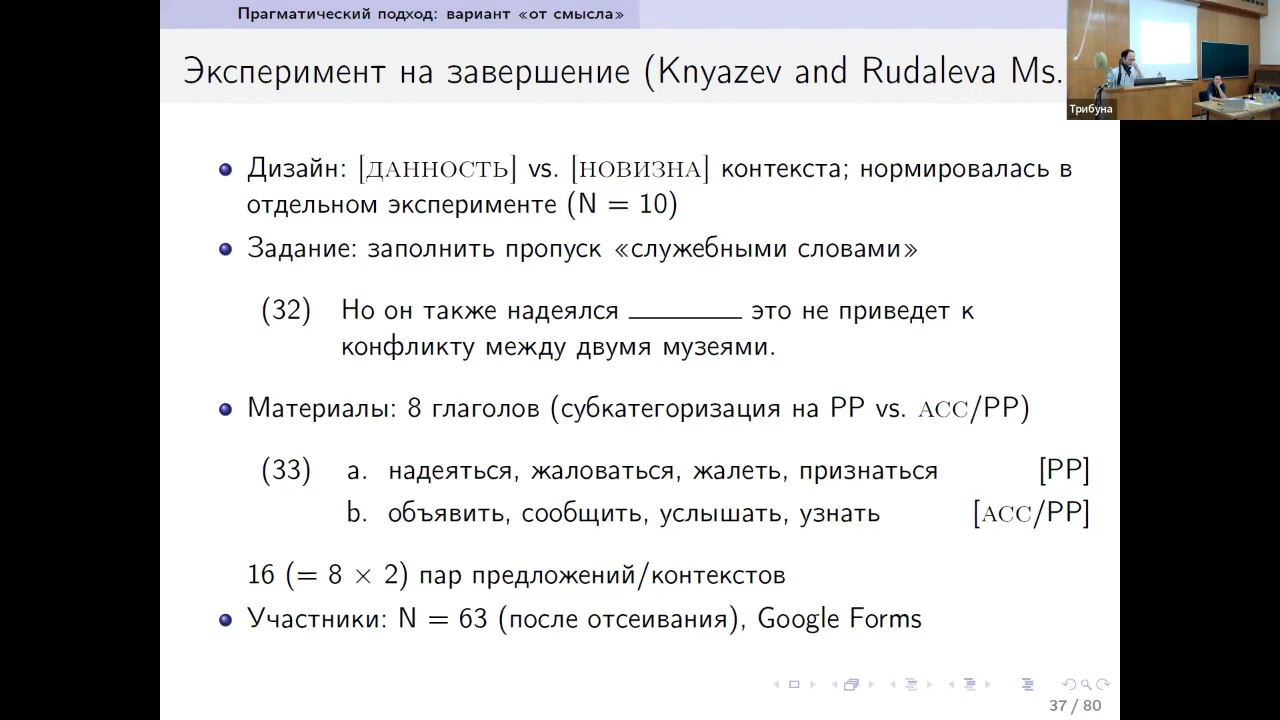 Прагматический подход: вариант «от смысла»
Эксперимент на завершение (Knyazev and Rudaleva Ms.
Трибуна
Дизайн: [ДАННОСТЬ] vs. [НОВИЗНА] контекста; нормировалась в
отдельном эксперименте (N = 10)
Задание: заполнить пропуск «служебными словами»
(32) Но он также надеялся ________ это не приведет к
конфликту между двумя музеями.
Материалы: 8 глаголов (субкатегоризация на PP vs. ACC/PP)
(33) a. надеяться, жаловаться, жалеть, признаться [PP]
b. объявить, сообщить, услышать, узнать [ACC/PP]
16 (= 8 × 2) пар предложений/контекстов
Участники: N = 63 (после отсеивания), Google Forms
37 / 80